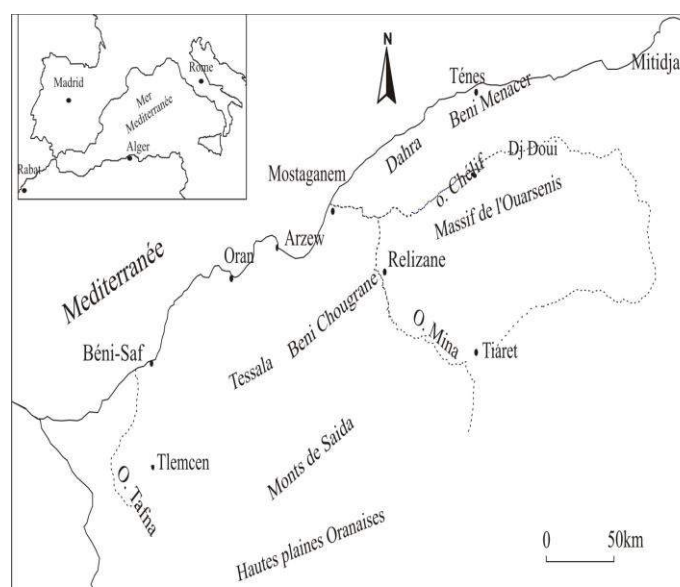 Madrid
Rome
Mer
Mediterranée
Alger
Rabat
N
Ténes
Mitidja
Beni Menacer
Dahra
Dj Doui
o. Chélif
Mostaganem
Massif de l'Ouarsenis
Arzew
Oran
Mediterranée
Relizane
Beni Chougrane
O. Mina
Tessala
Tiaret
Béni-Saf
Monts de Saida
Tlemcen
O. Tafna
Hautes plaines Oranaises
0 50km